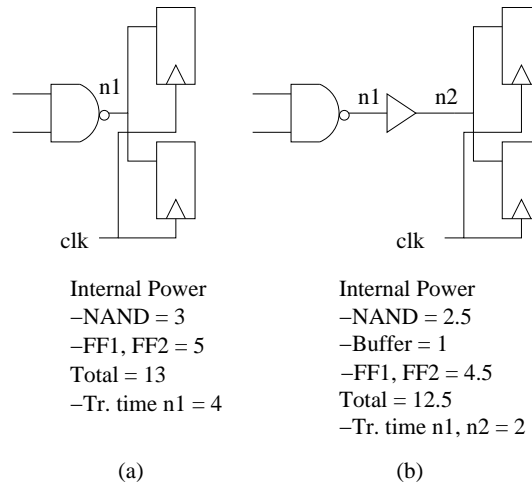 n1
clk
Internal Power
−NAND = 3
−FF1, FF2 = 5
Total = 13
−Tr. time n1 = 4
(a)
n1
n2
clk
Internal Power
−NAND = 2.5
−Buffer = 1
−FF1, FF2 = 4.5
Total = 12.5
−Tr. time n1, n2 = 2
(b)